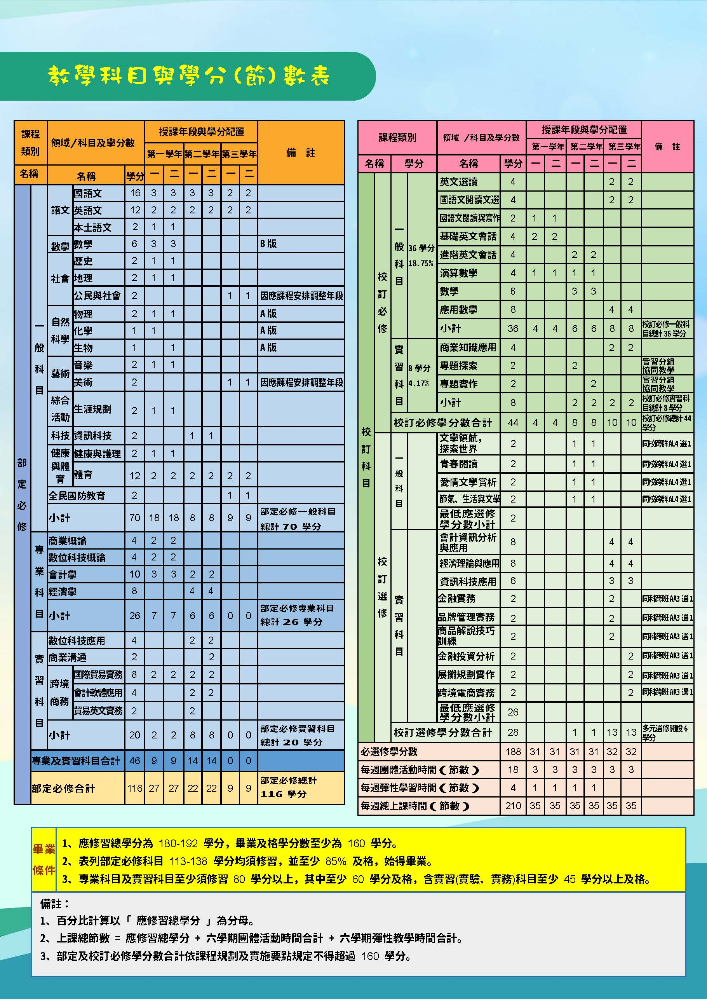 教學科目與學分(節)數表
課程類別 領域/科目及學分數 授課年段與學分配置 備 註
第一學年 第二學年 第三學年
名稱 名稱 學分 一 二 一 二 一 二
部定必修
一般科目
語文 國語文 16 3 3 3 3 2 2
英語文 12 2 2 2 2 2 2
本土語文 2 1 1
數學 數學 6 3 3 B版
社會 歷史 2 1 1
地理 2 1 1
公民與社會 2 1 1 因應課程安排調整年段
自然科學 物理 2 1 1 A版
化學 1 1 A版
生物 1 1 A版
藝術 音樂 2 1 1
美術 2 1 1 因應課程安排調整年段
綜合活動 生涯規劃 2 1 1
科技 資訊科技 2 1 1
健康與體育 健康與護理 2 1 1
體育 12 2 2 2 2 2 2
全民國防教育 2 1 1
小計 70 18 18 8 8 9 9 部定必修一般科目總計 70 學分
專業科目
商業概論 4 2 2
數位科技概論 4 2 2
會計學 10 3 3 2 2
經濟學 8 4 4
小計 26 7 7 6 6 0 0 部定必修專業科目總計 26 學分
實習科目
數位科技應用 4 2 2
商業溝通 2 2
跨境商務 國際貿易實務 8 2 2 2 2
會計軟體應用 4 2 2
貿易英文實務 2 2
小計 20 2 2 8 8 0 0 部定必修實習科目總計 20 學分
專業及實習科目合計 46 9 9 14 14 0 0
部定必修合計 116 27 27 22 22 9 9 部定必修總計 116 學分
課程類別 領域 /科目及學分數 授課年段與學分配置 備 註
第一學年 第二學年 第三學年
名稱 學分 名稱 學分 一 二 一 二 一 二
校訂科目
校訂必修
一般科目 36 學分 18.75%
英文選讀 4 2 2
國語文閱讀文選 4 2 2
國語文閱讀與寫作 2 1 1
基礎英文會話 4 2 2
進階英文會話 4 2 2
演算數學 4 1 1 1 1
數學 6 3 3
應用數學 8 4 4
小計 36 4 4 6 6 8 8 校訂必修一般科目總計 36 學分
實習科目 8 學分 4.17%
商業知識應用 4 2 2
專題探索 2 2 實習分組協同教學
專題實作 2 2 實習分組協同教學
小計 8 2 2 2 2 校訂必修實習科目總計 8 學分
校訂必修學分數合計 44 4 4 8 8 10 10 校訂必修總計 44 學分
校訂選修
一般科目
文學領航,探索世界 2 1 1 同校跨群AL4 選1
青春閱讀 2 1 1 同校跨群AL4 選1
愛情文學賞析 2 1 1 同校跨群AL4 選1
節氣、生活與文學 2 1 1 同校跨群AL4 選1
最低應選修學分數小計 2
實習科目
會計資訊分析與應用 8 4 4
經濟理論與應用 8 4 4
資訊科技應用 6 3 3
金融實務 2 2 同科跨班 AA3 選1
品牌管理實務 2 2 同科跨班 AA3 選1
商品解說技巧訓練 2 2 同科跨班 AA3 選1
金融投資分析 2 2 同科跨班 AK3 選1
展攤規劃實作 2 2 同科跨班 AK3 選1
跨境電商實務 2 2 同科跨班 AK3 選1
最低應選修學分數小計 26
校訂選修學分數合計 28 1 1 13 13 多元選修開設 6 學分
必選修學分數 188 31 31 31 31 32 32
每週團體活動時間(節數) 18 3 3 3 3 3 3
每週彈性學習時間(節數) 4 1 1 1 1
每週總上課時間(節數) 210 35 35 35 35 35 35
畢業條件
1、應修習總學分為 180-192 學分,畢業及格學分數至少為 160 學分。
2、表列部定必修科目 113-138 學分均須修習,並至少 85% 及格,始得畢業。
3、專業科目及實習科目至少須修習 80 學分以上,其中至少 60 學分及格,含實習(實驗、實務)科目至少 45 學分以上及格。
備註:
1、百分比計算以「 應修習總學分 」為分母。
2、上課總節數 = 應修習總學分 + 六學期團體活動時間合計 + 六學期彈性教學時間合計。
3、部定及校訂必修學分數合計依課程規劃及實施要點規定不得超過 160 學分。